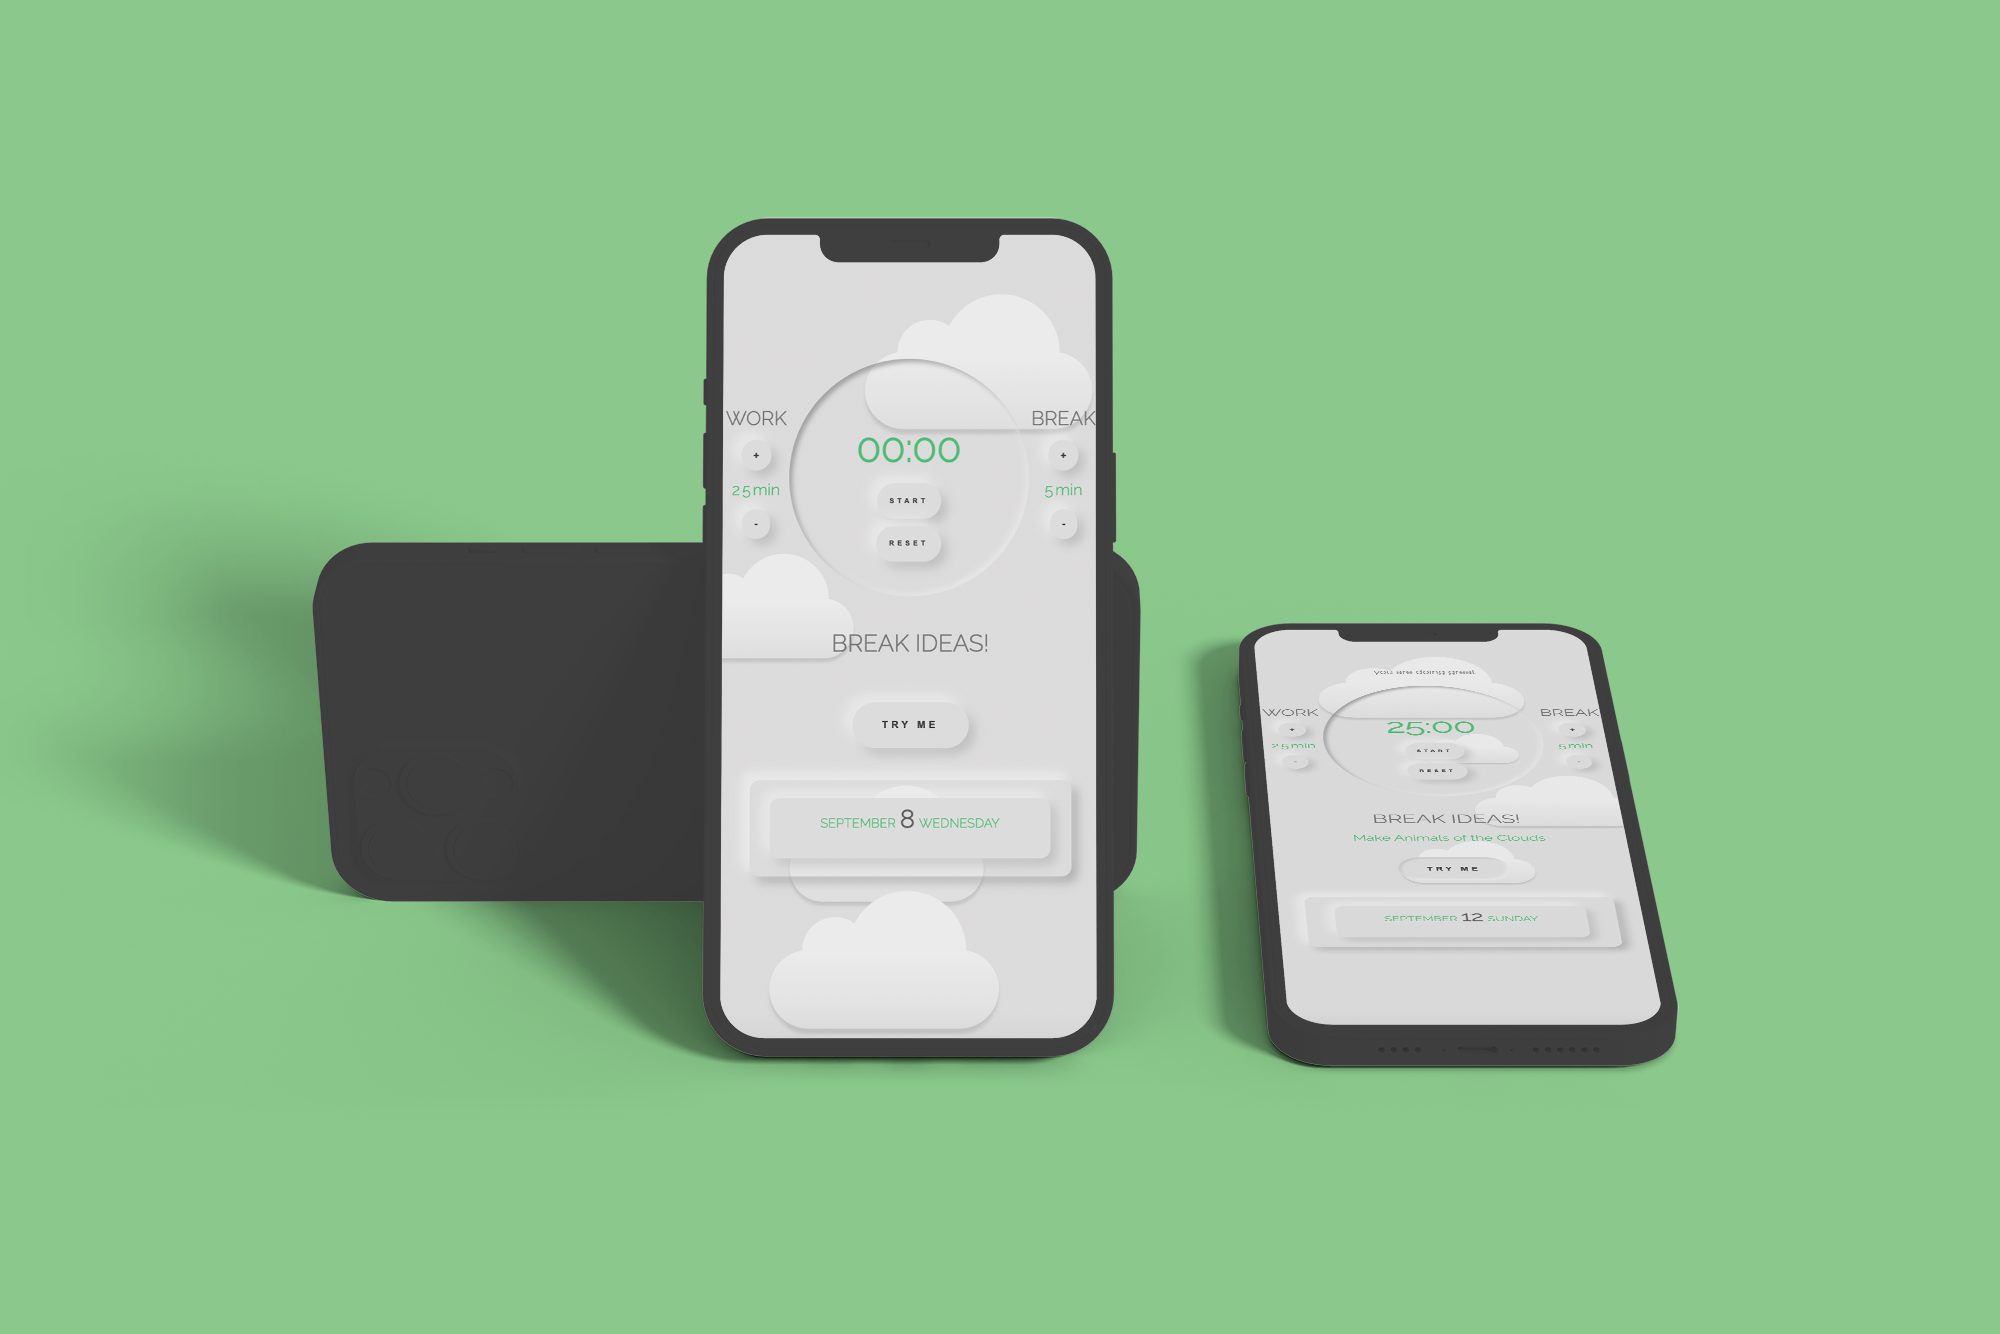 WORK
BREAK
+
+
00:00
25min
5min
START
-
-
RESET
BREAK IDEAS!
TRY ME
SEPTEMBER 8 WEDNESDAY
you are doing great
WORK
BREAK
+
+
25:00
25min
5min
START
-
-
RESET
BREAK IDEAS!
Make Animals of the Clouds
TRY ME
SEPTEMBER 12 SUNDAY